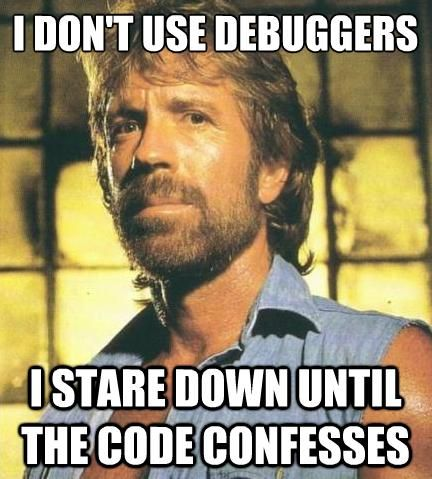 I DON'T USE DEBUGGERS
I STARE DOWN UNTIL
THE CODE CONFESSES